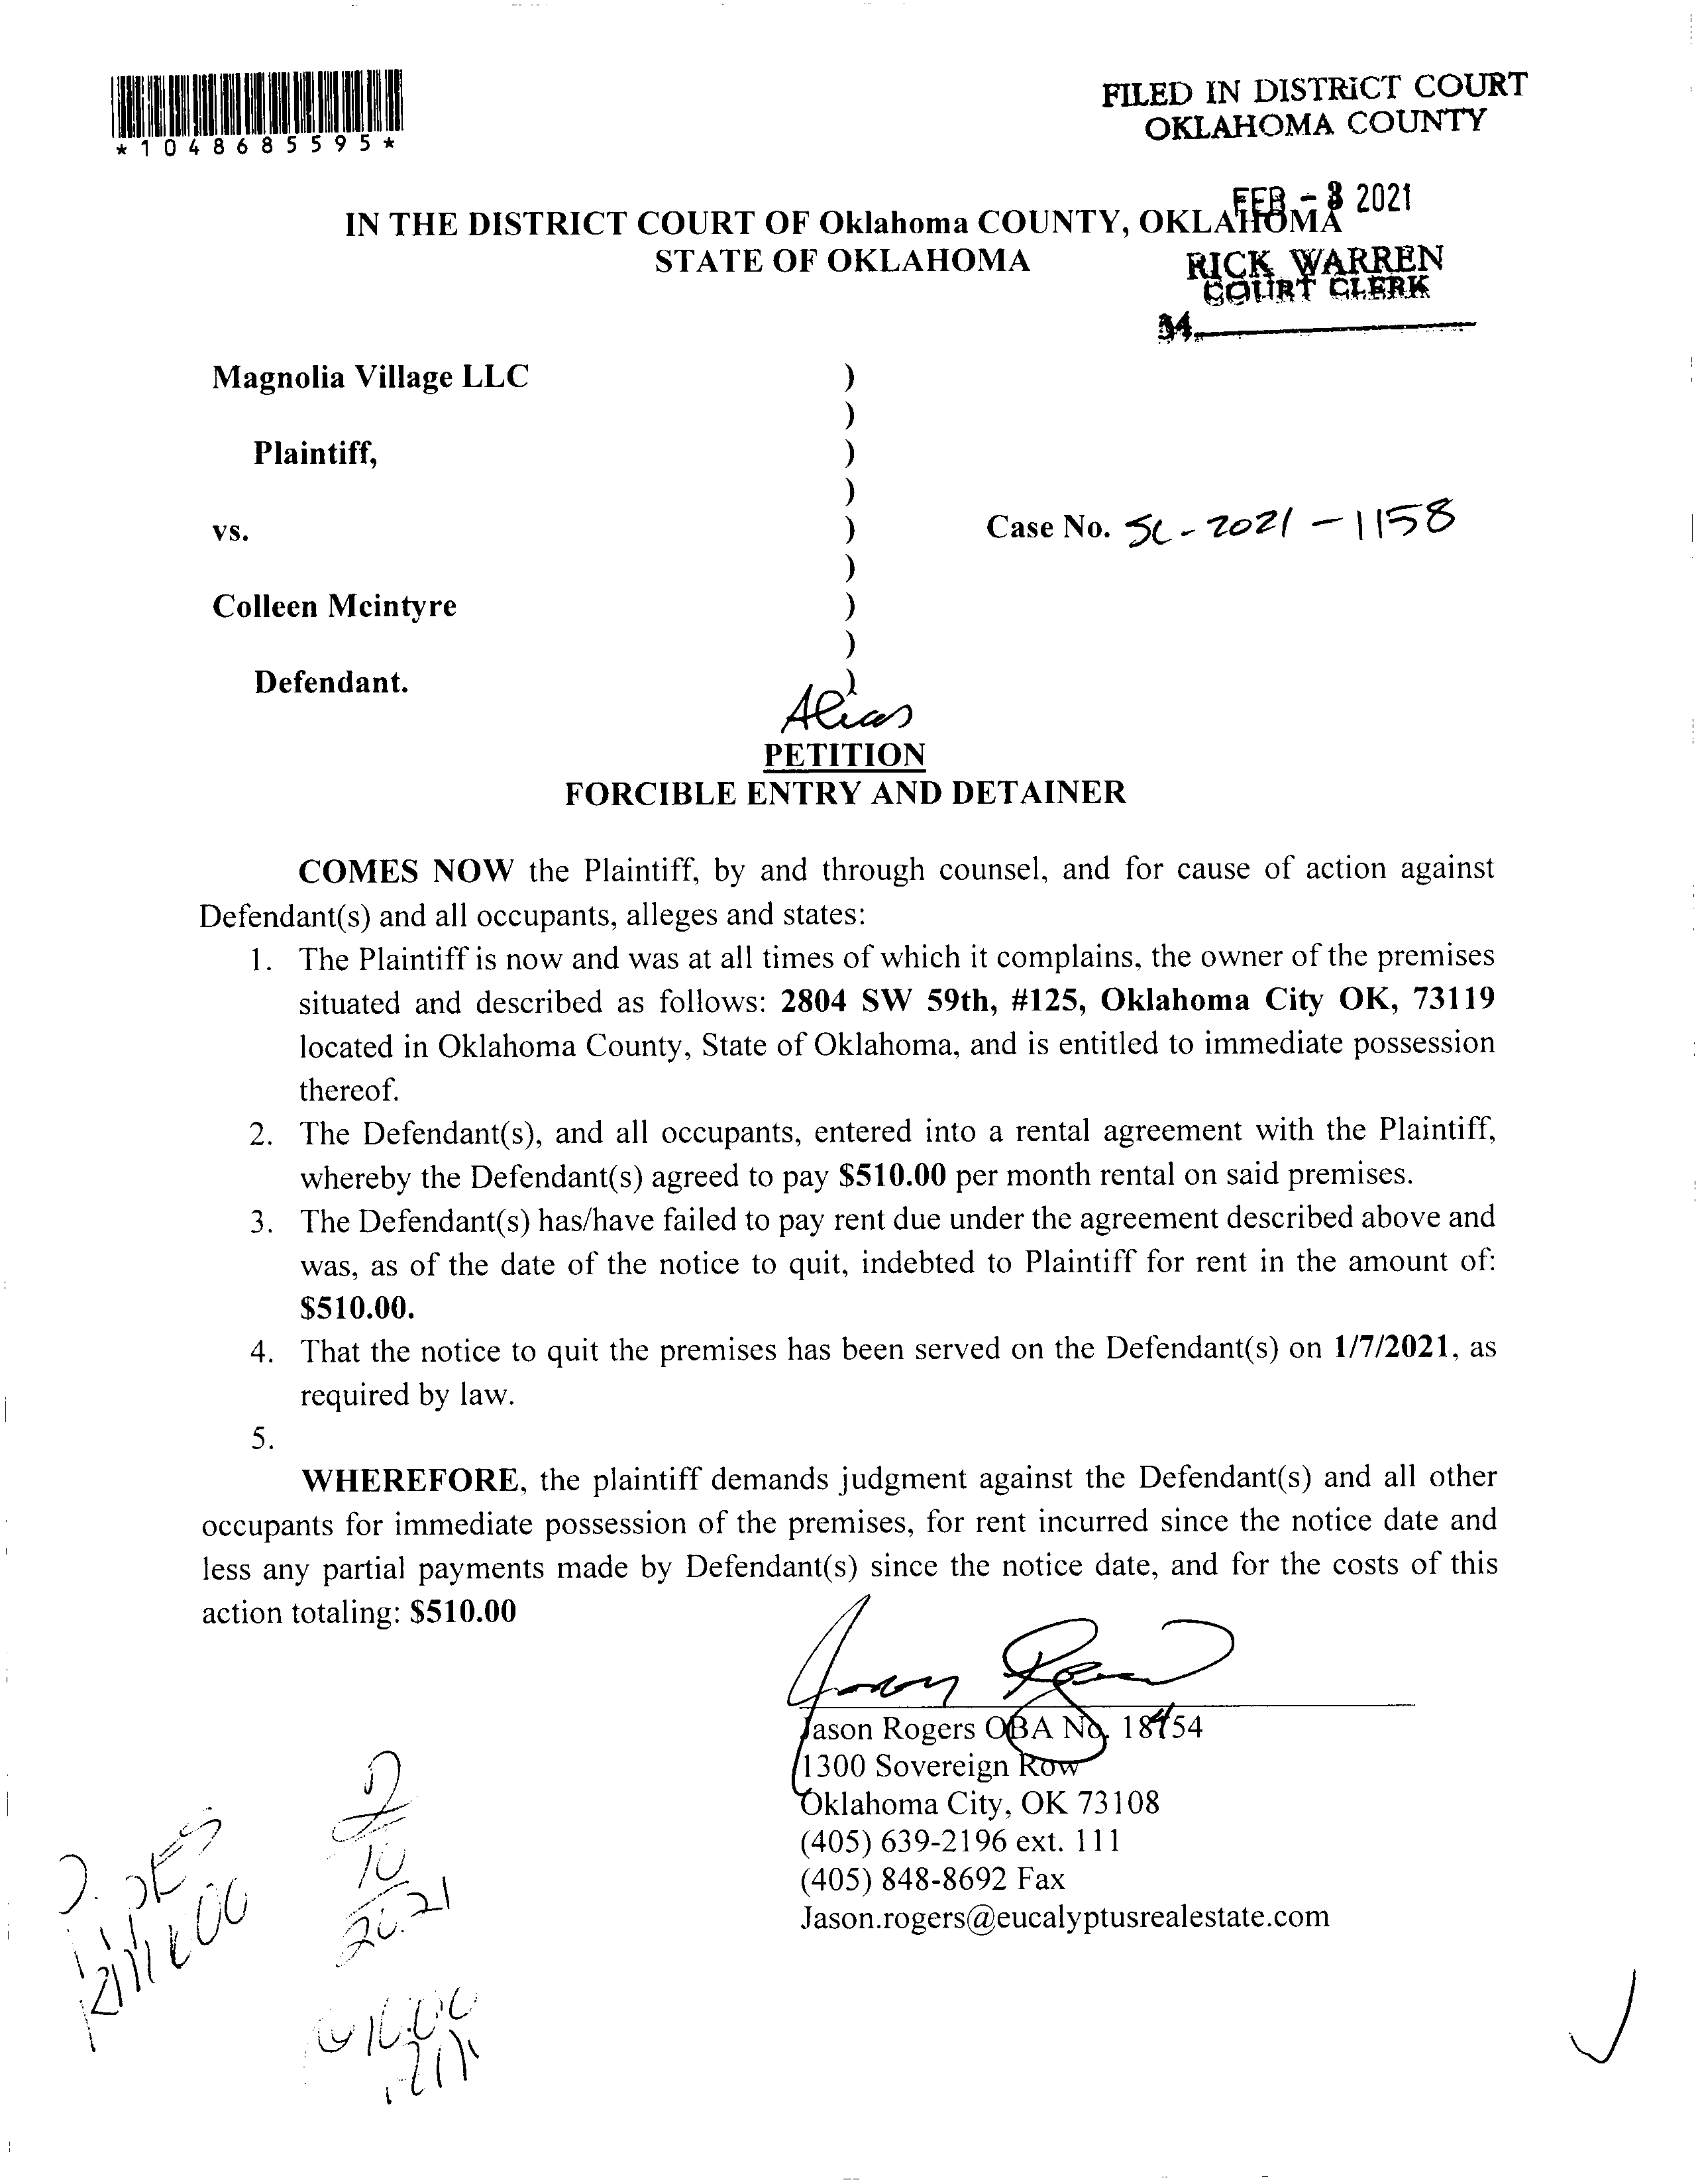 *1048685595*
FILED IN DISTRICT COURT
OKLAHOMA COUNTY
FEB - 2021
RICK WARREN
COURT CLERK
34
IN THE DISTRICT COURT OF Oklahoma COUNTY, OKLAHOMA
STATE OF OKLAHOMA
Magnolia Village LLC )
)
Plaintiff, )
)
vs. ) Case No. SC - 2021 - 1158
)
Colleen Mcintyre )
)
Defendant. )
Alias
PETITION
FORCIBLE ENTRY AND DETAINER
COMES NOW the Plaintiff, by and through counsel, and for cause of action against
Defendant(s) and all occupants, alleges and states:
1. The Plaintiff is now and was at all times of which it complains, the owner of the premises
situated and described as follows: 2804 SW 59th, #125, Oklahoma City OK, 73119
located in Oklahoma County, State of Oklahoma, and is entitled to immediate possession
thereof.
2. The Defendant(s), and all occupants, entered into a rental agreement with the Plaintiff,
whereby the Defendant(s) agreed to pay $510.00 per month rental on said premises.
3. The Defendant(s) has/have failed to pay rent due under the agreement described above and
was, as of the date of the notice to quit, indebted to Plaintiff for rent in the amount of:
$510.00.
4. That the notice to quit the premises has been served on the Defendant(s) on 1/7/2021, as
required by law.
5.
WHEREFORE, the plaintiff demands judgment against the Defendant(s) and all other
occupants for immediate possession of the premises, for rent incurred since the notice date and
less any partial payments made by Defendant(s) since the notice date, and for the costs of this
action totaling: $510.00
Jason Rogers OBA No. 18454
1300 Sovereign Row
Oklahoma City, OK 73108
(405) 639-2196 ext. 111
(405) 848-8692 Fax
Jason.rogers@eucalyptusrealestate.com